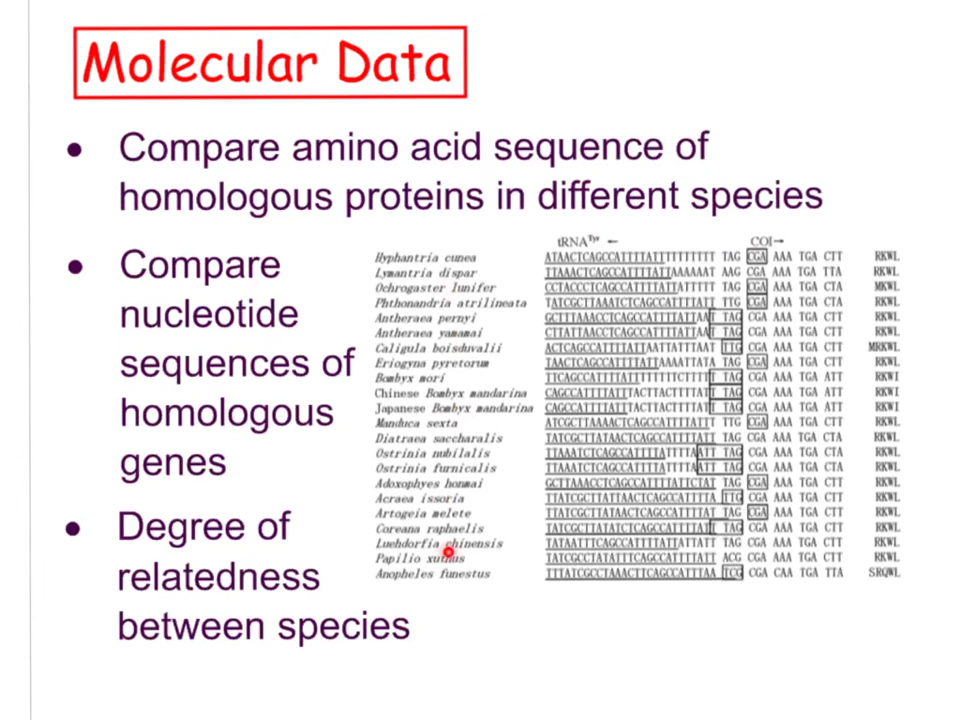 Molecular Data
• Compare amino acid sequence of
homologous proteins in different species
• Compare
nucleotide
sequences of
homologous
genes
• Degree of
relatedness
between species
tRNATyr ← COI→
Hyphantria cunea ATAACTCAGCCATTTTATTTTTTTTTT TAG CGA AAA TGA CTT RKWL
Lymantria dispar TTAAACTCAGCCATTTTATTAAAAAAT AAG CGA AAA TGA TTA RKWL
Ochrogaster lunifer CCTACCCTCAGCCATTTTATTATTTTT TAG CGA AAA TGA CTA MKWL
Phthonandria atrilineata TATCGCTTAAATCTCAGCCATTTTATT TTG CGA AAA TGA CTT RKWL
Antheraea pernyi GCTTTAAACCTCAGCCATTTTATTAAT TAG CGA AAA TGA CTT RKWL
Antheraea yamamai CTTATTAACCTCAGCCATTTTATTAAT TAG CGA AAA TGA CTT RKWL
Caligula boisduvalii ACTCAGCCATTTTATTAATTATTTAAT TTG CGA AAA TGA CTT MRKWL
Eriogyna pyretorum TAACTCAGCCATTTTATTAAAATTATA TAG CGA AAA TGA CTT RKWL
Bombyx mori TTCAGCCATTTTATTTTTTTCTTTTT TAG CGA AAA TGA ATT RKWI
Chinese Bombyx mandarina CAGCCATTTTATTTACTTACTTTTATT TAG CGA AAA TGA ATT RKWI
Japanese Bombyx mandarina CAGCCATTTTATTTACTTACTTTTATT TAG CGA AAA TGA ATT RKWI
Manduca sexta ATCGCTTAAAACTCAGCCATTTTATTT TTG CGA AAA TGA CTT RKWL
Diatraea saccharalis TATCGCTTATAACTCAGCCATTTTATT TAG CGA AAA TGA CTA RKWL
Ostrinia nubilalis TTAAATCTCAGCCATTTTATTTTAATT TAG CGA AAA TGA CTA RKWL
Ostrinia furnicalis TTAAATCTCAGCCATTTTATTTTAATT TAG CGA AAA TGA CTA RKWL
Adoxophyes honmai GCTTAAACCTCAGCCATTTTATTCTAT TAG CGA AAA TGA CTT RKWL
Acraea issoria TTATCGCTTATTAACTCAGCCATTTTA TTG CGA AAA TGA CTT RKWL
Artogeia melete TTATCGCTTATAACTCAGCCATTTTAT TAG CGA AAA TGA CTT RKWL
Coreana raphaelis TATCGCTTATATCTCAGCCATTTTATT TAG CGA AAA TGA CTT RKWL
Luehdorfia chinensis TATAATTTCAGCCATTTTATTATTATT TAG CGA AAA TGA CTT RKWL
Papilio xuthus TATCGCCTATATTTCAGCCATTTTATT ACG CGA AAA TGA CTT RKWL
Anopheles funestus TTTATCGCCTAAACTTCAGCCATTTAA TCG CGA CAA TGA TTA SRQWL